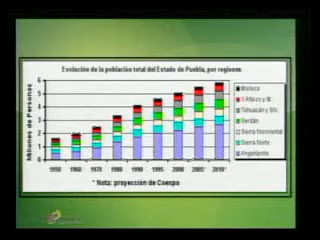 Evolución de la población total del Estado de Puebla, por regiones
Millones de Personas
6
5
4
3
2
1
0
1950 1960 1970 1980 1990 1995 2000 2005* 2010*
Mixteca
V Atlixco y M.
Tehuacán y SN.
Serdán
Sierra Nororiental
Sierra Norte
Angelópolis
* Nota: proyección de Coespo